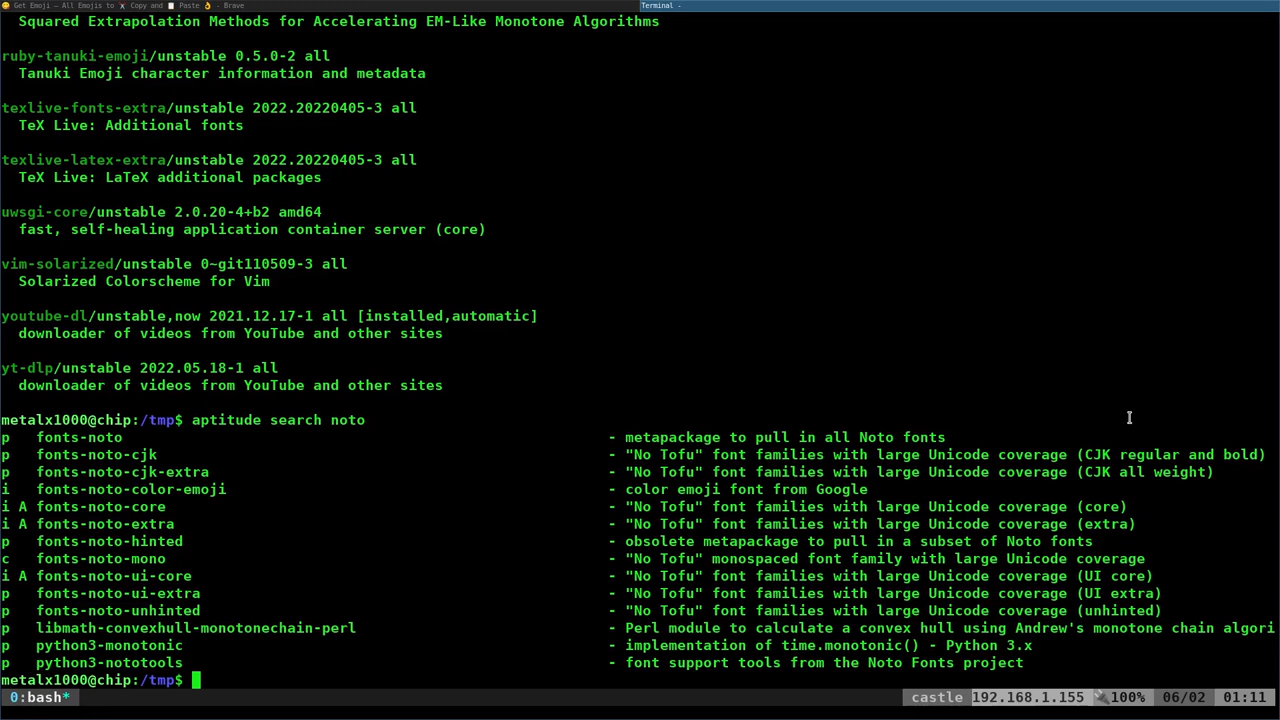 Get Emoji — All Emojis to ✂️ Copy and 📋 Paste 👌 - Brave
Terminal -
Squared Extrapolation Methods for Accelerating EM-Like Monotone Algorithms
ruby-tanuki-emoji/unstable 0.5.0-2 all
Tanuki Emoji character information and metadata
texlive-fonts-extra/unstable 2022.20220405-3 all
TeX Live: Additional fonts
texlive-latex-extra/unstable 2022.20220405-3 all
TeX Live: LaTeX additional packages
uwsgi-core/unstable 2.0.20-4+b2 amd64
fast, self-healing application container server (core)
vim-solarized/unstable 0~git110509-3 all
Solarized Colorscheme for Vim
youtube-dl/unstable,now 2021.12.17-1 all [installed,automatic]
downloader of videos from YouTube and other sites
yt-dlp/unstable 2022.05.18-1 all
downloader of videos from YouTube and other sites
metalx1000@chip:/tmp$ aptitude search noto
p fonts-noto - metapackage to pull in all Noto fonts
p fonts-noto-cjk - "No Tofu" font families with large Unicode coverage (CJK regular and bold)
p fonts-noto-cjk-extra - "No Tofu" font families with large Unicode coverage (CJK all weight)
i fonts-noto-color-emoji - color emoji font from Google
i A fonts-noto-core - "No Tofu" font families with large Unicode coverage (core)
i A fonts-noto-extra - "No Tofu" font families with large Unicode coverage (extra)
p fonts-noto-hinted - obsolete metapackage to pull in a subset of Noto fonts
c fonts-noto-mono - "No Tofu" monospaced font family with large Unicode coverage
i A fonts-noto-ui-core - "No Tofu" font families with large Unicode coverage (UI core)
p fonts-noto-ui-extra - "No Tofu" font families with large Unicode coverage (UI extra)
p fonts-noto-unhinted - "No Tofu" font families with large Unicode coverage (unhinted)
p libmath-convexhull-monotonechain-perl - Perl module to calculate a convex hull using Andrew's monotone chain algori
p python3-monotonic - implementation of time.monotonic() - Python 3.x
p python3-nototools - font support tools from the Noto Fonts project
metalx1000@chip:/tmp$
0:bash* castle 192.168.1.155 🔌100% 06/02 01:11